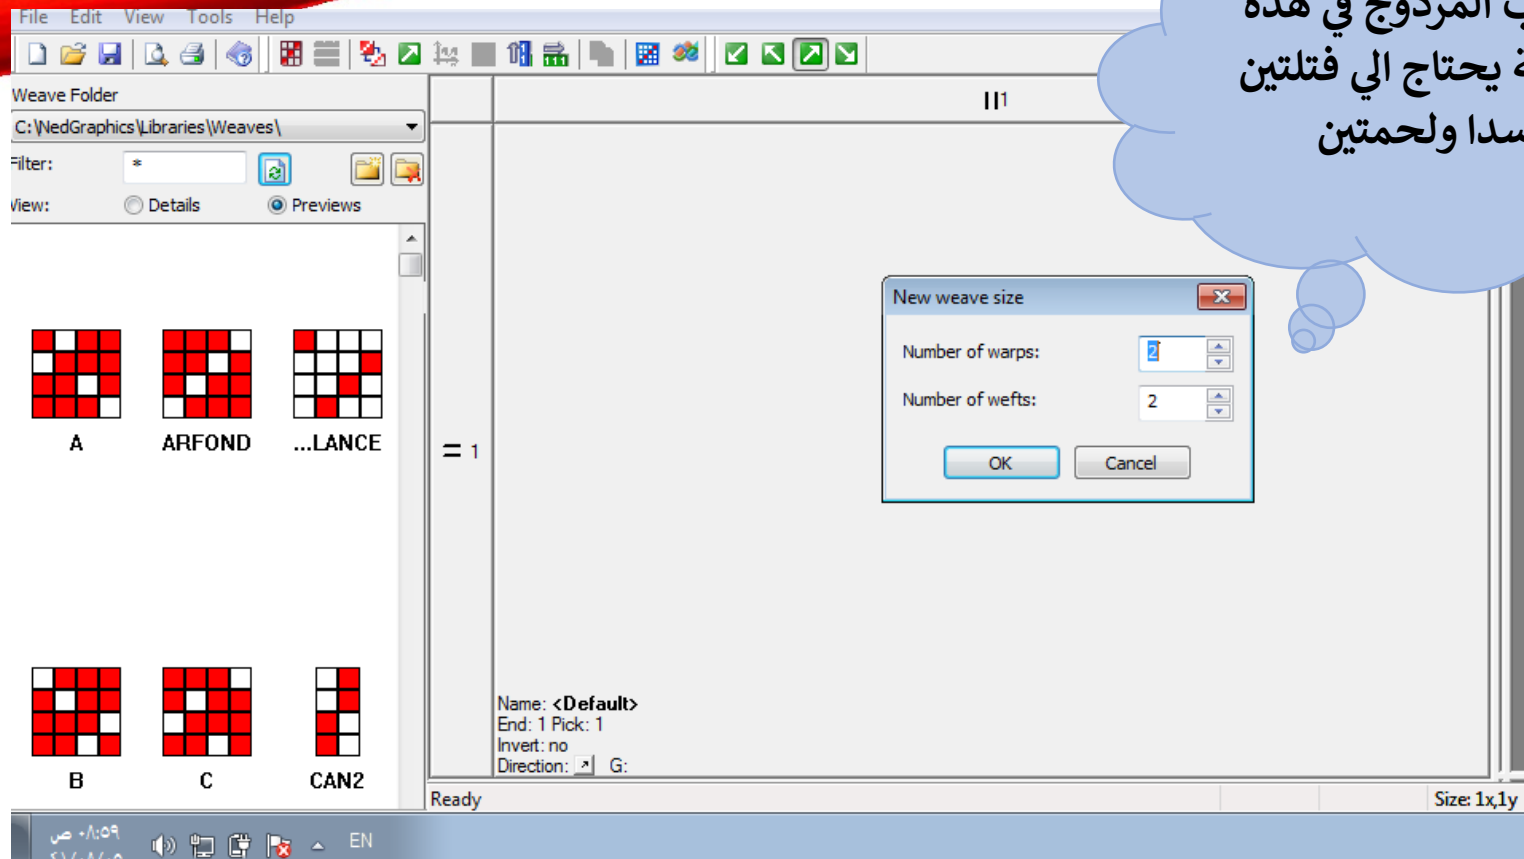 File Edit View Tools Help
ب المزدوج في هذه
ة يحتاج الي فتلتين
سدا ولحمتين
Weave Folder
C:\NedGraphics\Libraries\Weaves\
Filter: *
View: Details Previews
A ARFOND ...LANCE
B C CAN2
1
1
New weave size
Number of warps: 2
Number of wefts: 2
OK Cancel
Name: <Default>
End: 1 Pick: 1
Invert: no
Direction: G:
Ready
Size: 1x,1y
٠٨:٥٩ ص
EN